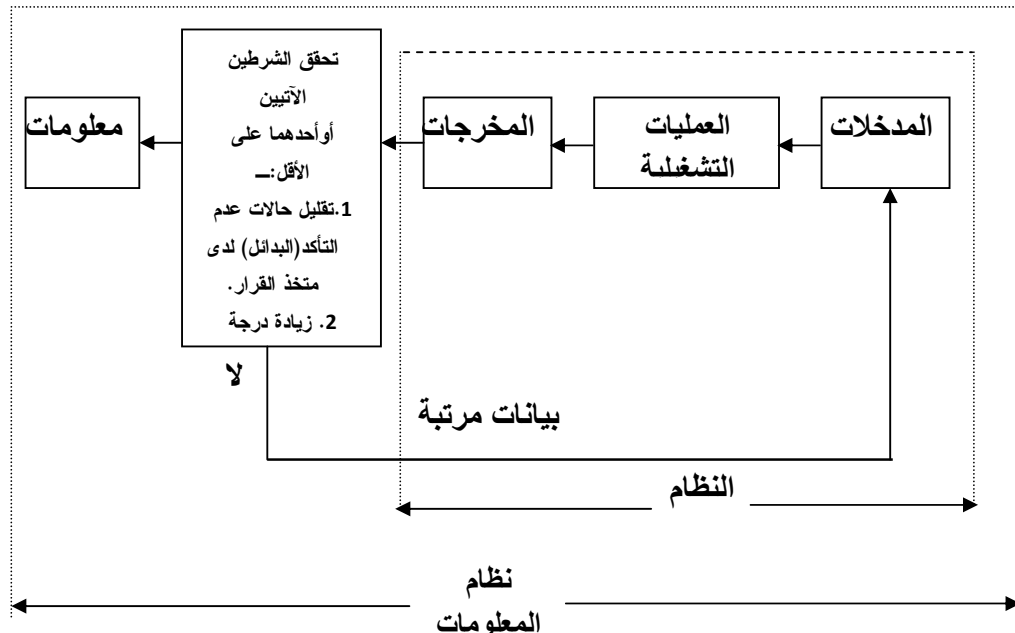 المدخلات
العمليات
التشغيلية
المخرجات
تحقق الشرطين
الآتيين
أوأحدهما على
الأقل:ــ
1.تقليل حالات عدم
التأكد(البدائل) لدى
متخذ القرار.
2. زيادة درجة
معلومات
لا
بيانات مرتبة
النظام
نظام
المعلومات